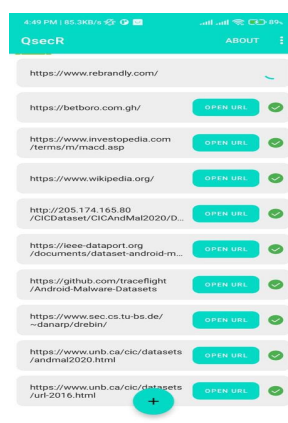 4:49 PM | 85.3KB/s
89%
QsecR
ABOUT
https://www.rebrandly.com/
https://betboro.com.gh/
OPEN URL
https://www.investopedia.com
/terms/m/macd.asp
OPEN URL
https://www.wikipedia.org/
OPEN URL
http://205.174.165.80
/CICDataset/CICAndMal2020/D...
OPEN URL
https://ieee-dataport.org
/documents/dataset-android-m...
OPEN URL
https://github.com/traceflight
/Android-Malware-Datasets
OPEN URL
https://www.sec.cs.tu-bs.de/
~danarp/drebin/
OPEN URL
https://www.unb.ca/cic/datasets
/andmal2020.html
OPEN URL
https://www.unb.ca/cic/datasets
/url-2016.html
OPEN URL
+